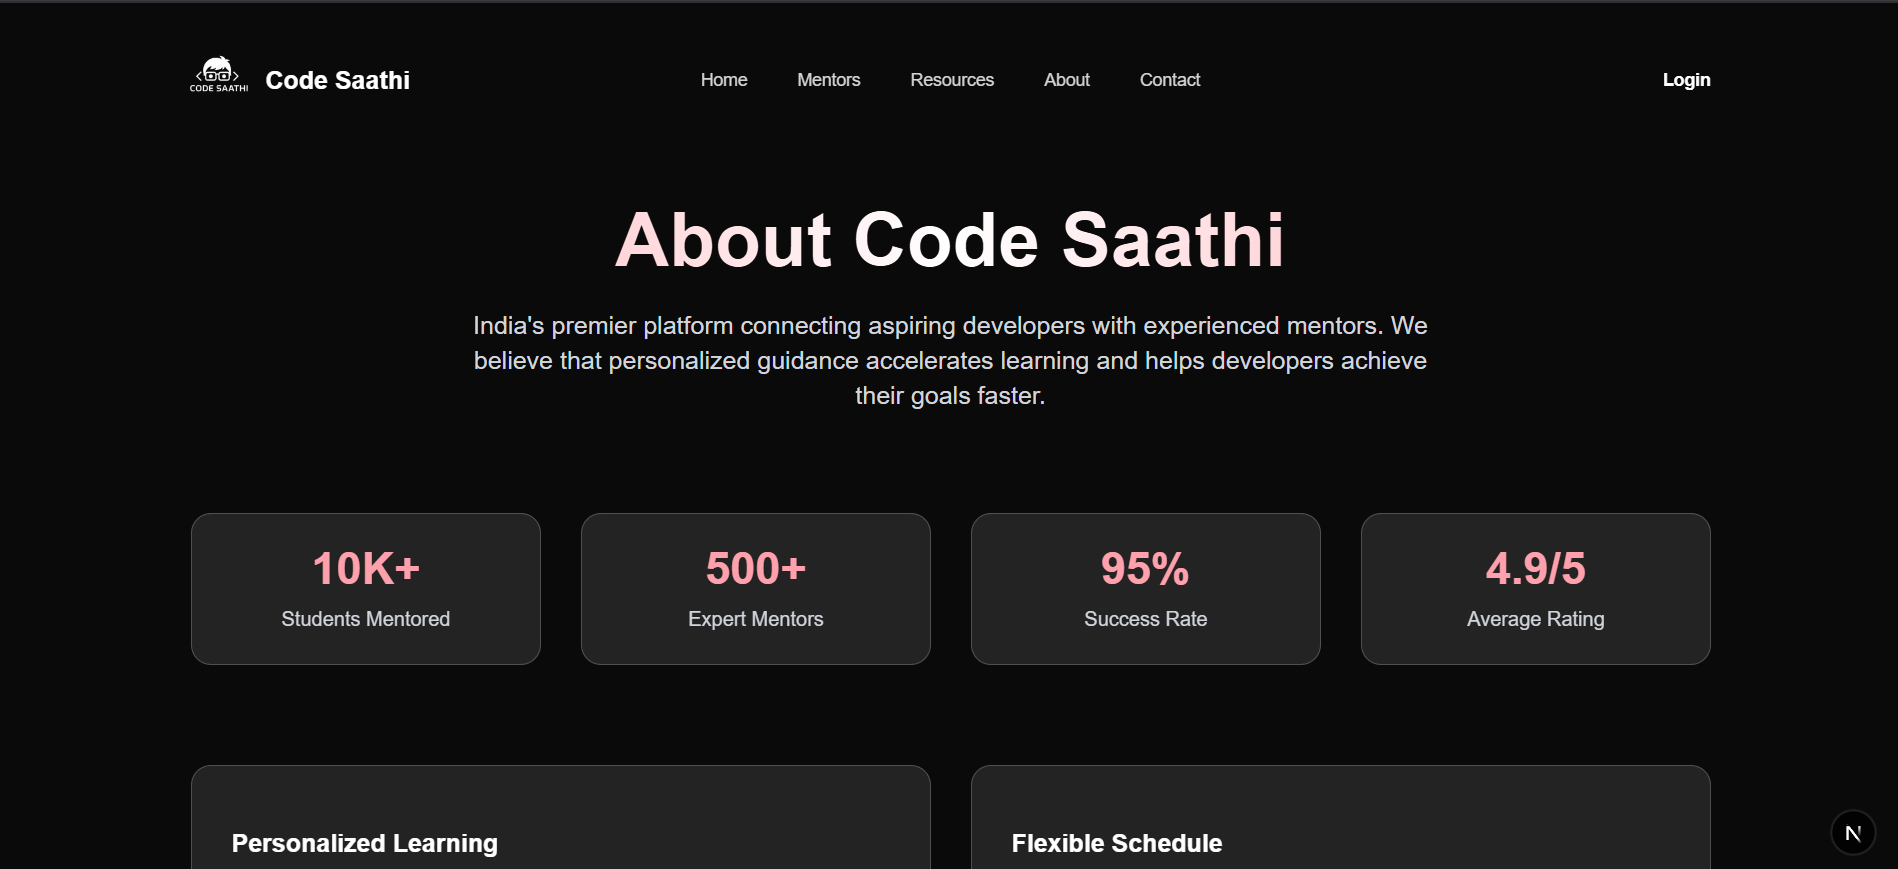 CODE SAATHI
Code Saathi
Home
Mentors
Resources
About
Contact
Login
About Code Saathi
India's premier platform connecting aspiring developers with experienced mentors. We
believe that personalized guidance accelerates learning and helps developers achieve
their goals faster.
10K+
Students Mentored
500+
Expert Mentors
95%
Success Rate
4.9/5
Average Rating
Personalized Learning
Flexible Schedule
N